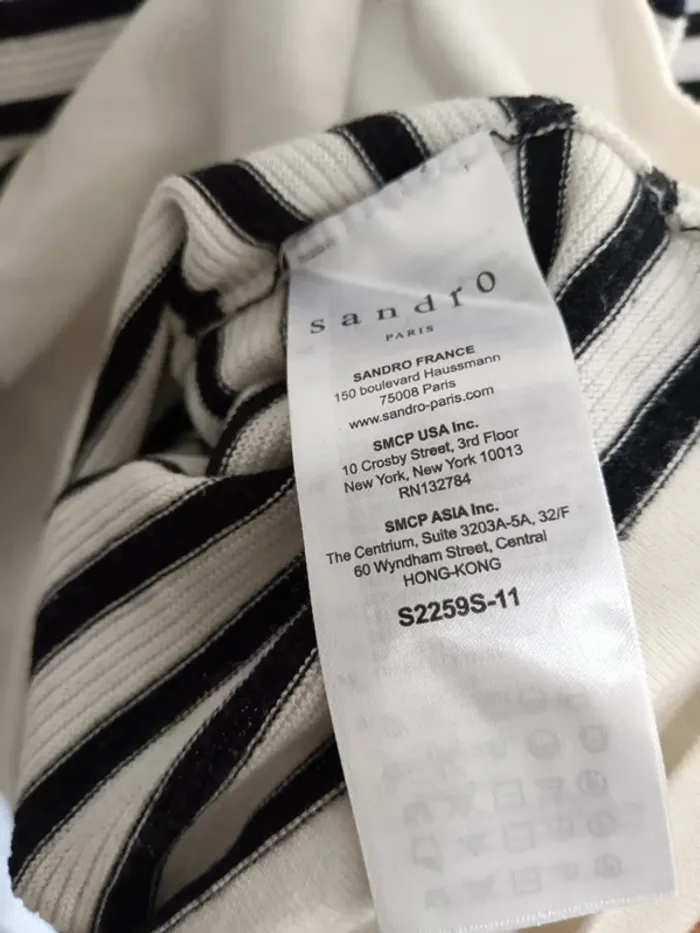 sandro
PARIS
SANDRO FRANCE
150 boulevard Haussmann
75008 Paris
www.sandro-paris.com
SMCP USA Inc.
10 Crosby Street, 3rd Floor
New York, New York 10013
RN132784
SMCP ASIA Inc.
The Centrium, Suite 3203A-5A, 32/F
60 Wyndham Street, Central
HONG-KONG
S2259S-11